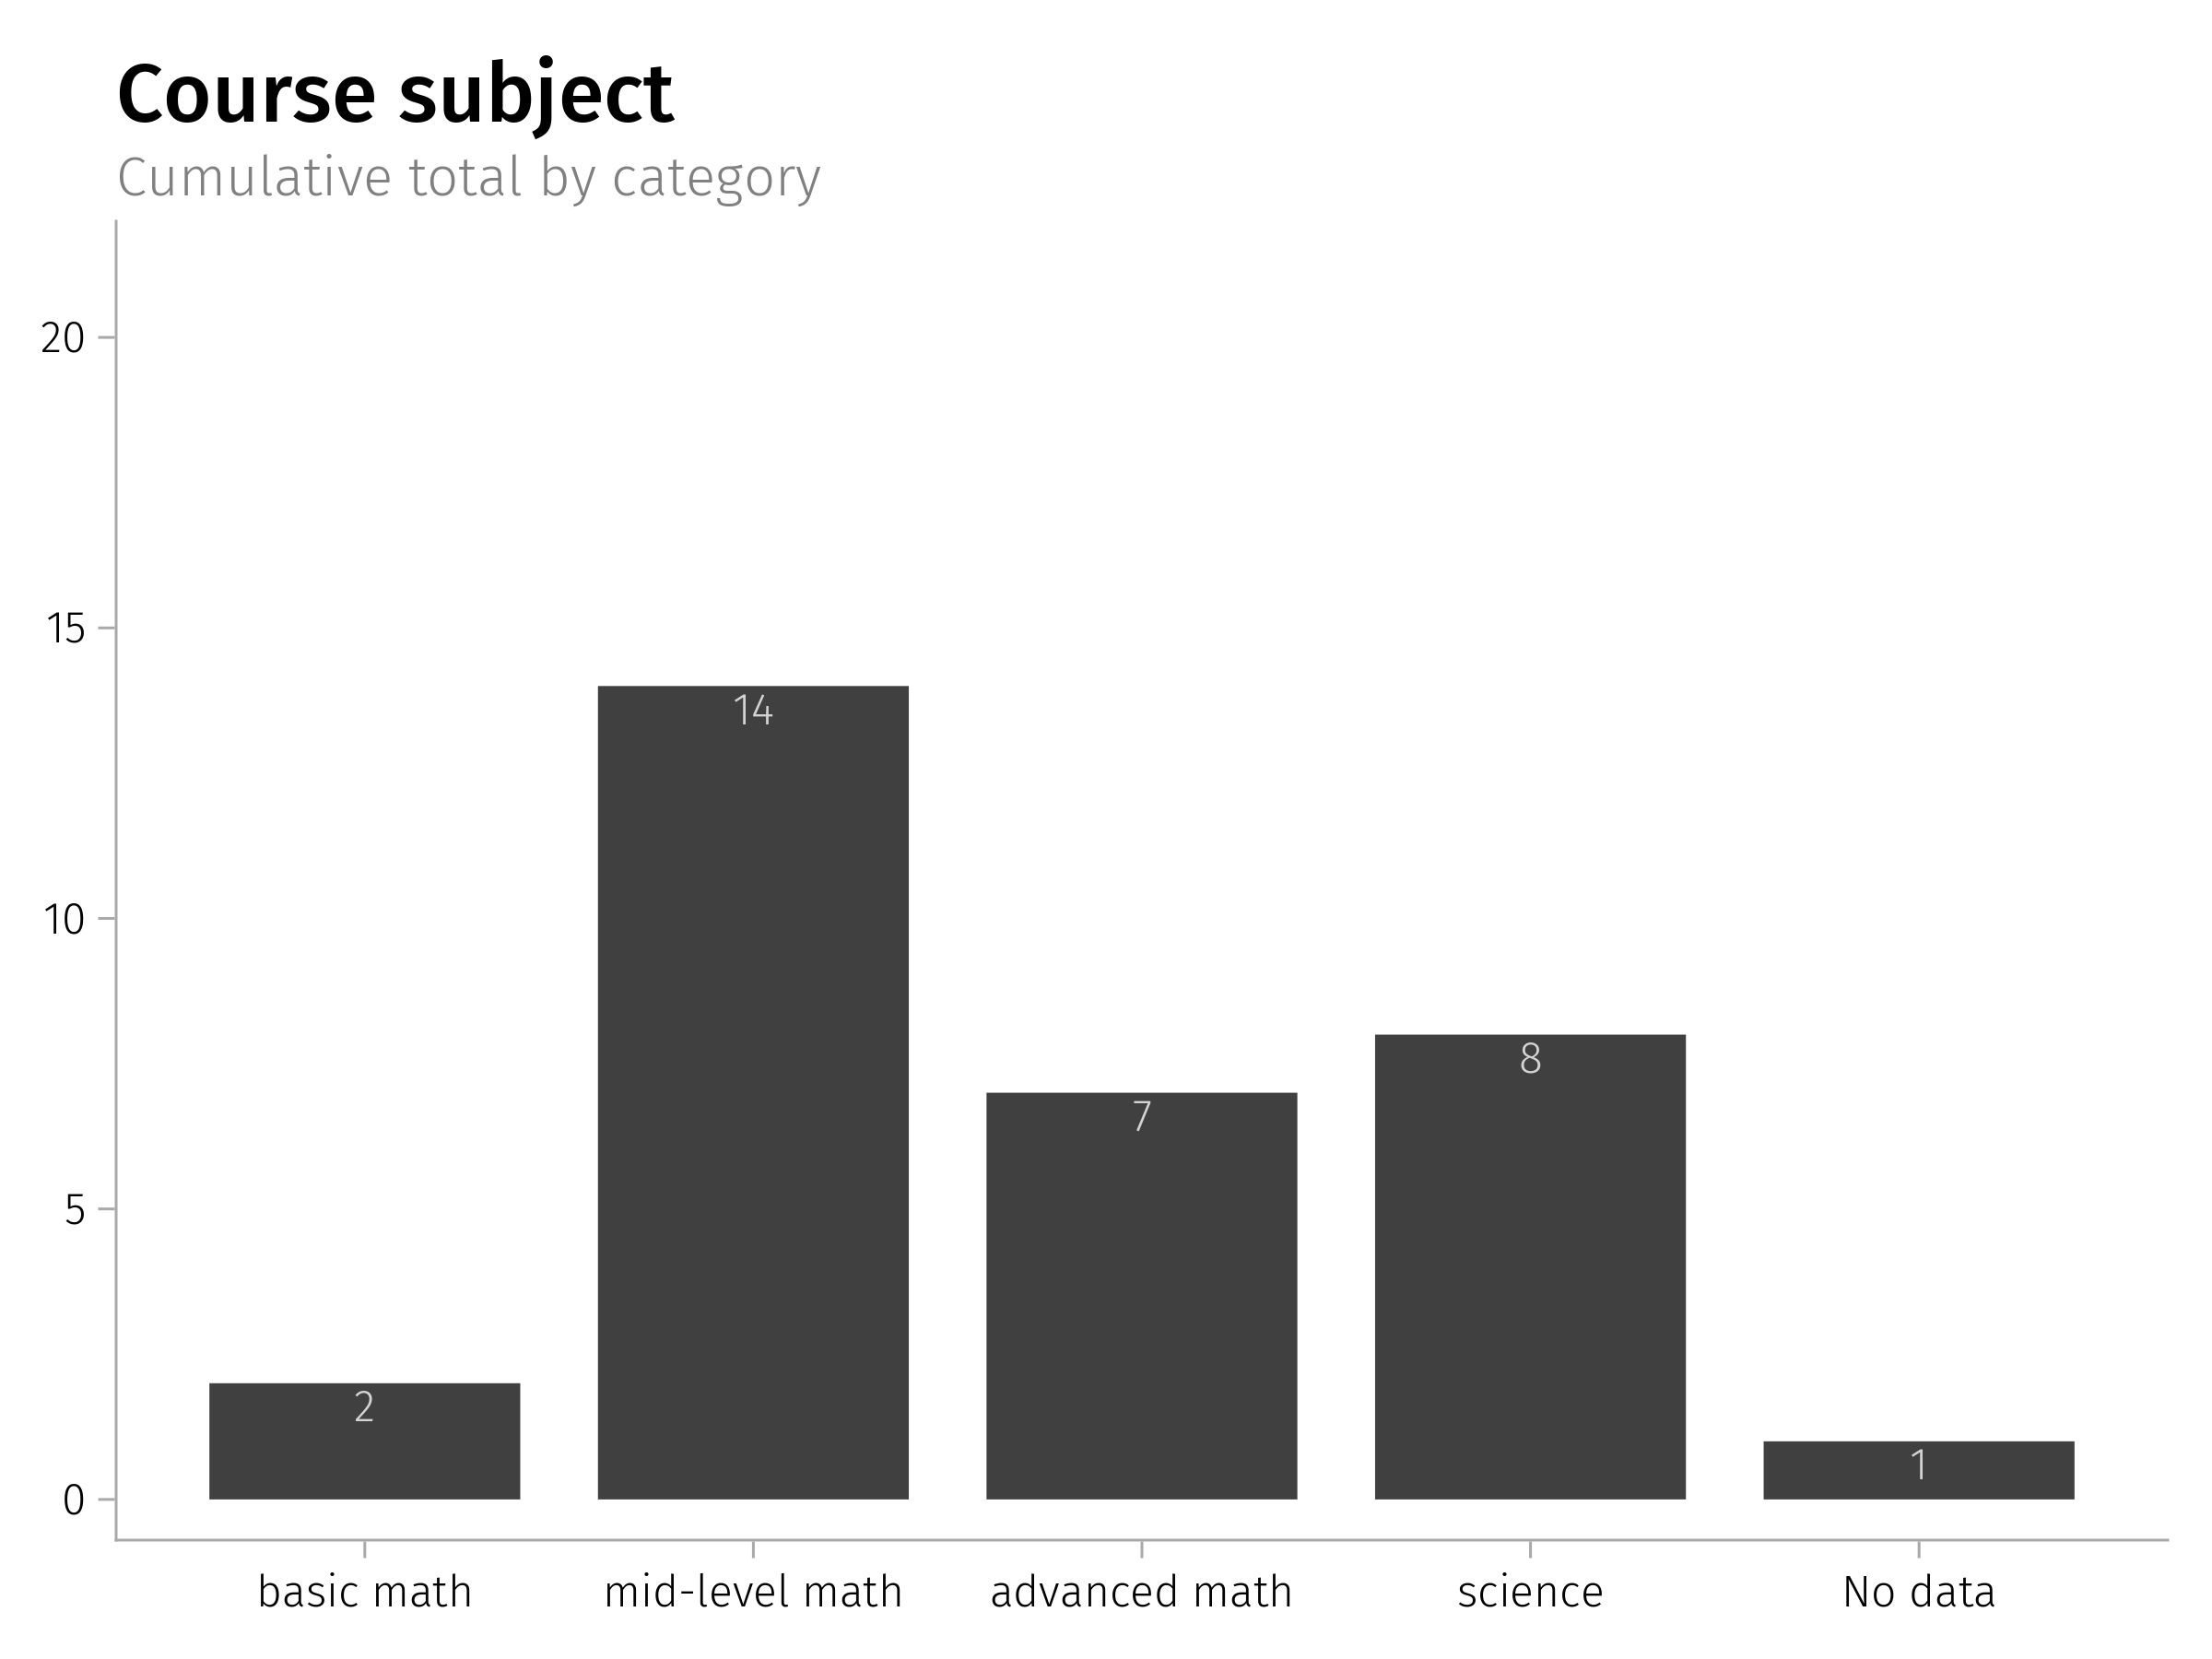 Course subject
Cumulative total by category
20
15
10
5
0
2
14
7
8
1
basic math
mid-level math
advanced math
science
No data